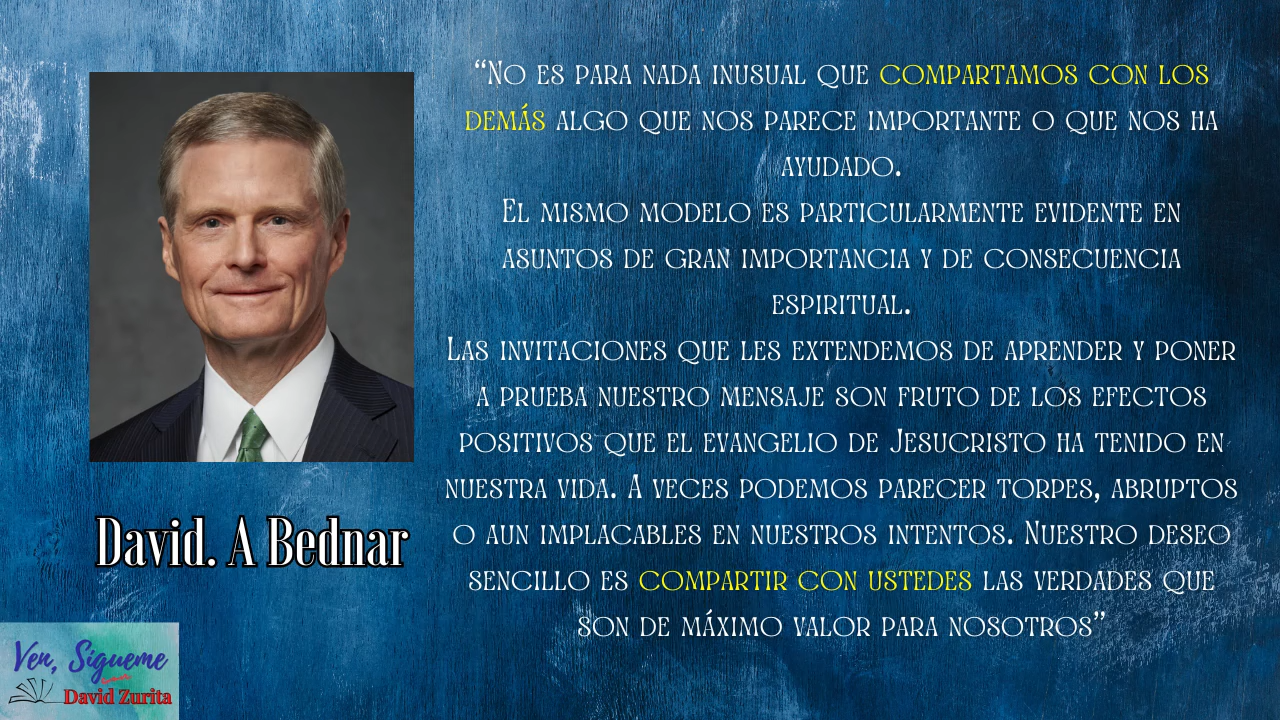 “No es para nada inusual que compartamos con los
demás algo que nos parece importante o que nos ha
ayudado.
El mismo modelo es particularmente evidente en
asuntos de gran importancia y de consecuencia
espiritual.
Las invitaciones que les extendemos de aprender y poner
a prueba nuestro mensaje son fruto de los efectos
positivos que el evangelio de Jesucristo ha tenido en
nuestra vida. A veces podemos parecer torpes, abruptos
o aun implacables en nuestros intentos. Nuestro deseo
sencillo es compartir con ustedes las verdades que
son de máximo valor para nosotros”
David. A Bednar
Ven, Sígueme
David Zurita